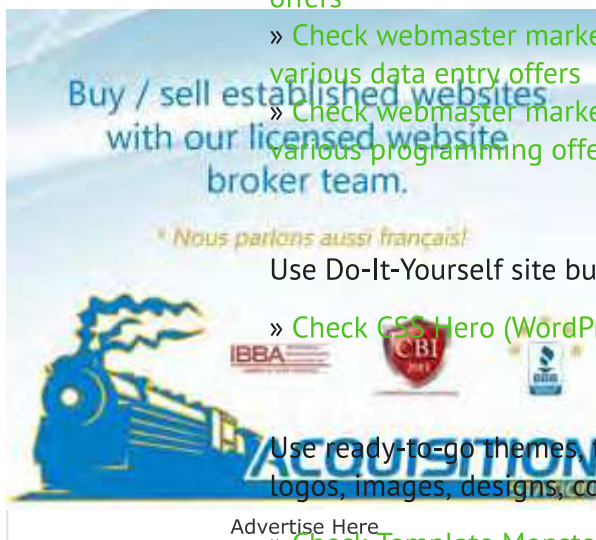 offers
» Check webmaster marke
various data entry offers
» Check webmaster marke
various programming offe
Buy / sell established websites
with our licensed website
broker team.
* Nous parlons aussi français!
Use Do-It-Yourself site bu
» Check CSS Hero (WordPr
IBBA
CBI
BBB
Use ready-to-go themes,
logos, images, designs, co
ACQUISITION
Advertise Here
» Check Template Monste